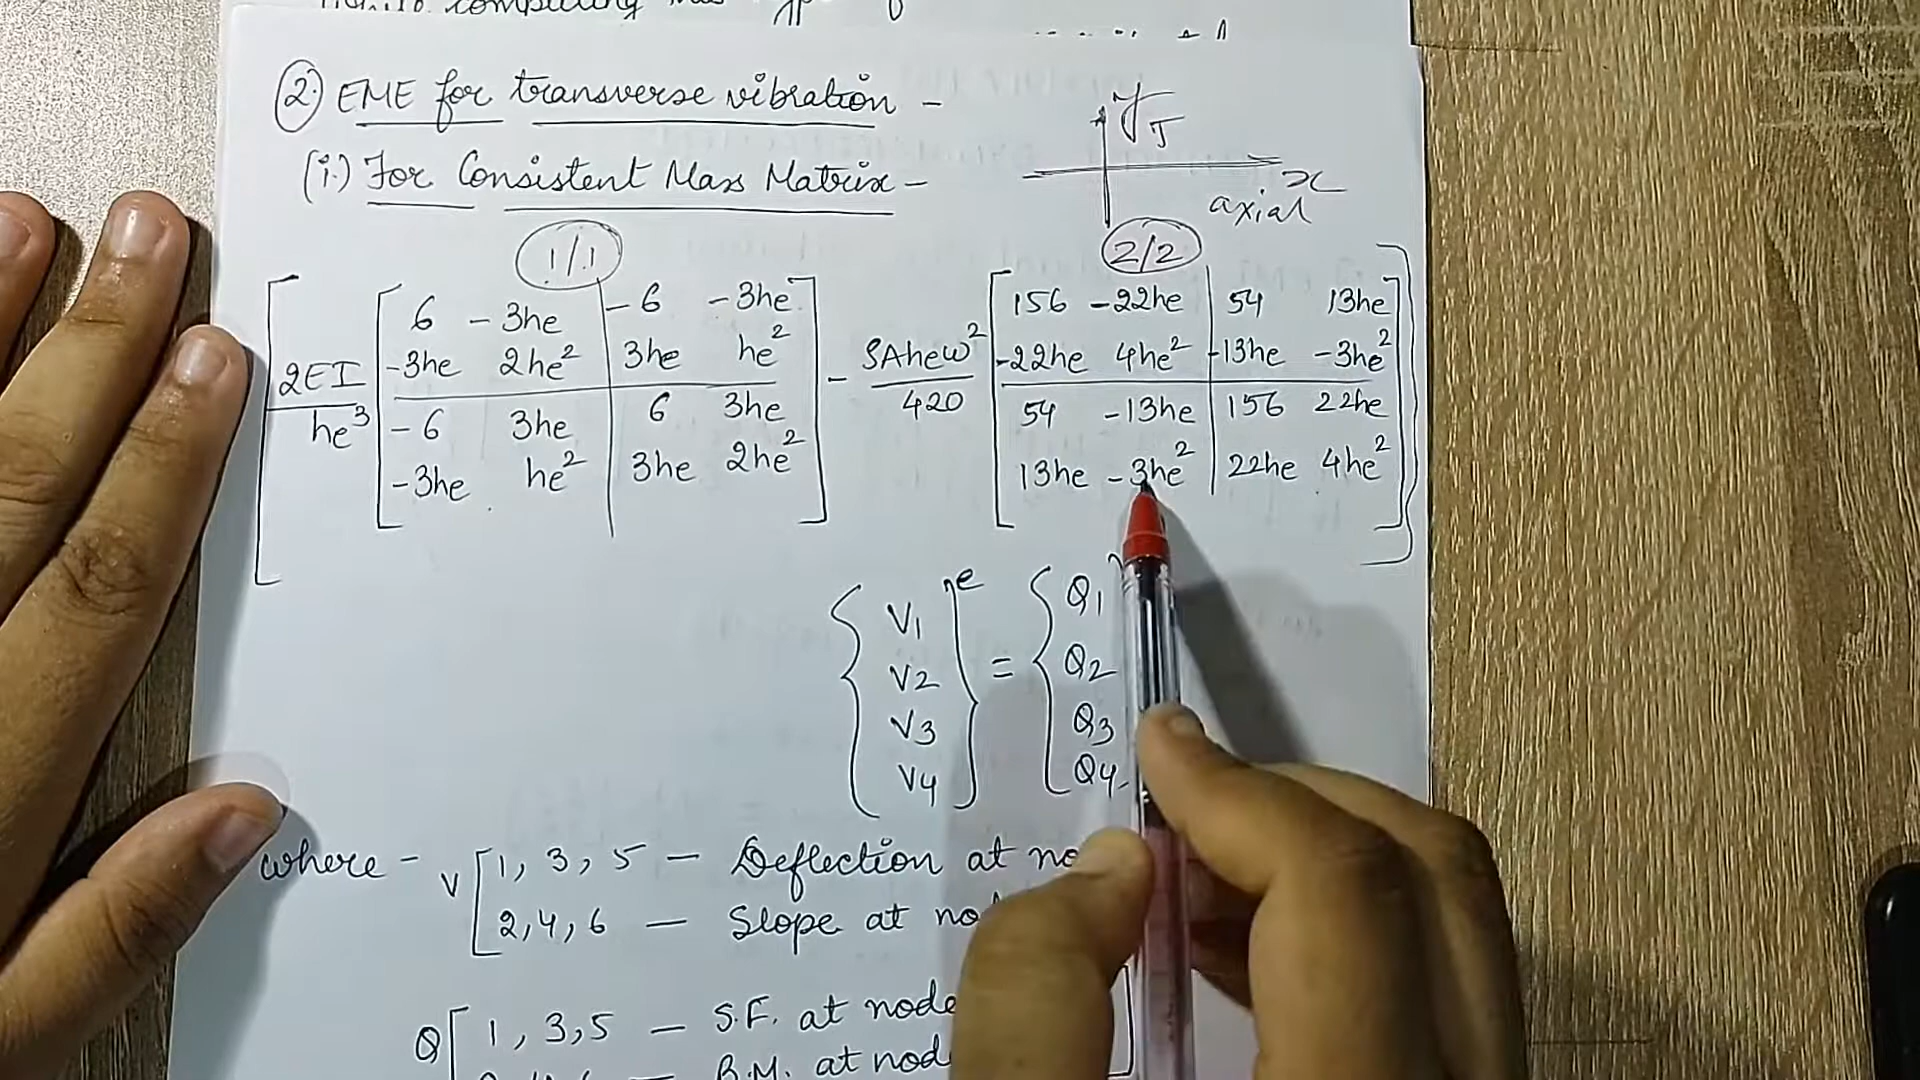 computing
② EME for transverse vibration -
y
(i.) For Consistent Mass Matrix -
x
axial
1/1 2/2
6 -3he -6 -3he 156 -22he 54 13he
-3he 2he² 3he he² -22he 4he² -13he -3he²
2EI/he³ - SAheω²/420
-6 3he 6 3he 54 -13he 156 22he
-3he he² 3he 2he² 13he -3he² 22he 4he²
{V1 V2 V3 V4}e = {Q1 Q2 Q3 Q4}
where - V[1, 3, 5 — Deflection at no
2, 4, 6 — Slope at no
Q[1, 3, 5 — S.F. at node
B.M. at nod